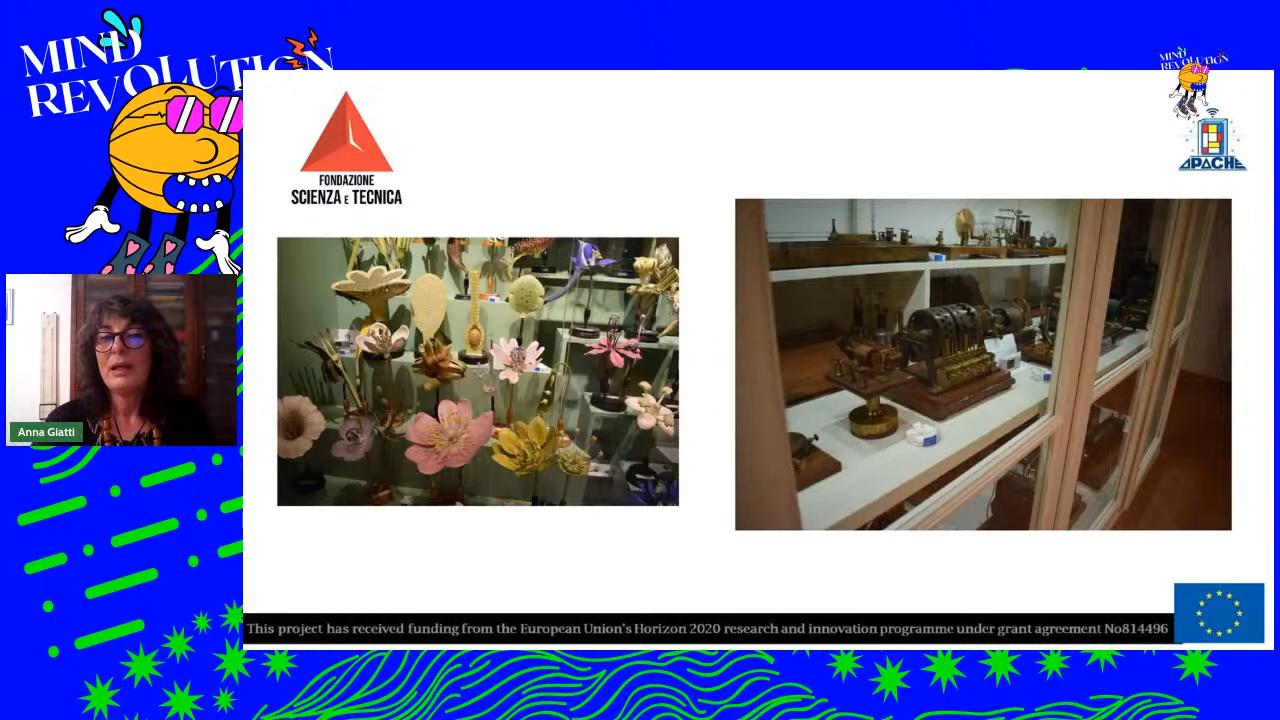 MIND
REVOLUTION
MIND
REVOLUTION
FONDAZIONE
SCIENZA E TECNICA
APACHE
Anna Giatti
This project has received funding from the European Union's Horizon 2020 research and innovation programme under grant agreement No814496